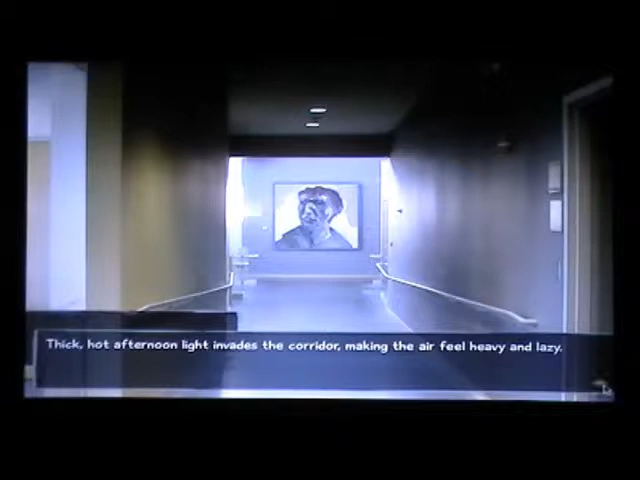 Thick, hot afternoon light invades the corridor, making the air feel heavy and lazy.